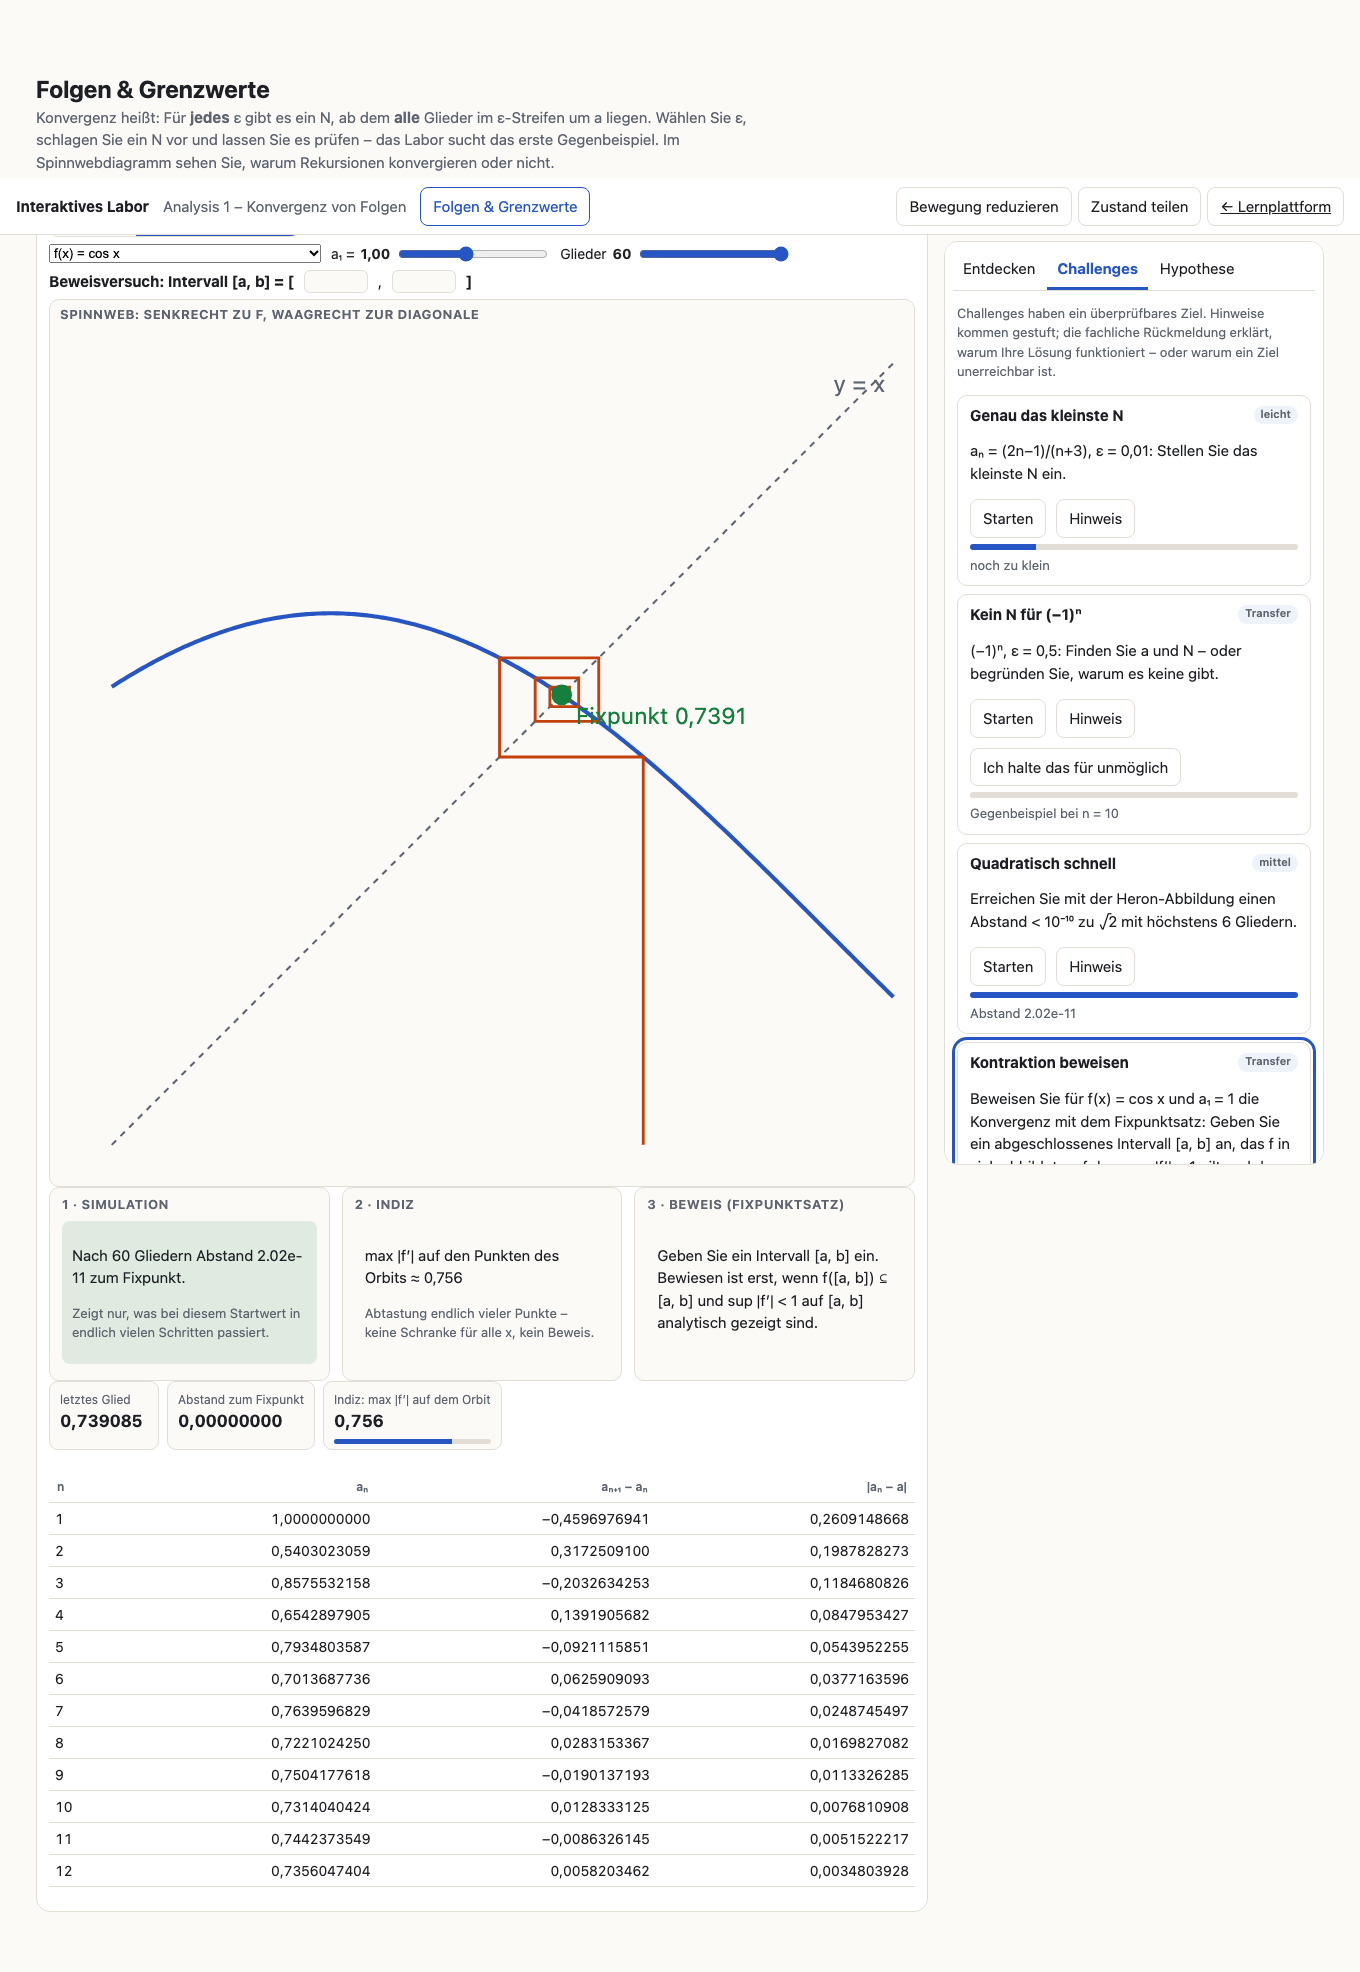 Folgen & Grenzwerte
Konvergenz heißt: Für jedes ε gibt es ein N, ab dem alle Glieder im ε-Streifen um a liegen. Wählen Sie ε,
schlagen Sie ein N vor und lassen Sie es prüfen – das Labor sucht das erste Gegenbeispiel. Im
Spinnwebdiagramm sehen Sie, warum Rekursionen konvergieren oder nicht.
Interaktives Labor Analysis 1 – Konvergenz von Folgen Folgen & Grenzwerte Bewegung reduzieren Zustand teilen ← Lernplattform
f(x) = cos x a₁ = 1,00 Glieder 60
Beweisversuch: Intervall [a, b] = [ , ]
SPINNWEB: SENKRECHT ZU F, WAAGRECHT ZUR DIAGONALE
y = x
Fixpunkt 0,7391
1 · SIMULATION
Nach 60 Gliedern Abstand 2.02e-
11 zum Fixpunkt.
Zeigt nur, was bei diesem Startwert in
endlich vielen Schritten passiert.
2 · INDIZ
max |f′| auf den Punkten des
Orbits ≈ 0,756
Abtastung endlich vieler Punkte –
keine Schranke für alle x, kein Beweis.
3 · BEWEIS (FIXPUNKTSATZ)
Geben Sie ein Intervall [a, b] ein.
Bewiesen ist erst, wenn f([a, b]) ⊆
[a, b] und sup |f′| < 1 auf [a, b]
analytisch gezeigt sind.
letztes Glied
0,739085
Abstand zum Fixpunkt
0,00000000
Indiz: max |f′| auf dem Orbit
0,756
n aₙ aₙ₊₁ − aₙ |aₙ − a|
1 1,0000000000 −0,4596976941 0,2609148668
2 0,5403023059 0,3172509100 0,1987828273
3 0,8575532158 −0,2032634253 0,1184680826
4 0,6542897905 0,1391905682 0,0847953427
5 0,7934803587 −0,0921115851 0,0543952255
6 0,7013687736 0,0625909093 0,0377163596
7 0,7639596829 −0,0418572579 0,0248745497
8 0,7221024250 0,0283153367 0,0169827082
9 0,7504177618 −0,0190137193 0,0113326285
10 0,7314040424 0,0128333125 0,0076810908
11 0,7442373549 −0,0086326145 0,0051522217
12 0,7356047404 0,0058203462 0,0034803928
Entdecken Challenges Hypothese
Challenges haben ein überprüfbares Ziel. Hinweise
kommen gestuft; die fachliche Rückmeldung erklärt,
warum Ihre Lösung funktioniert – oder warum ein Ziel
unerreichbar ist.
Genau das kleinste N leicht
aₙ = (2n−1)/(n+3), ε = 0,01: Stellen Sie das
kleinste N ein.
Starten Hinweis
noch zu klein
Kein N für (−1)ⁿ Transfer
(−1)ⁿ, ε = 0,5: Finden Sie a und N – oder
begründen Sie, warum es keine gibt.
Starten Hinweis
Ich halte das für unmöglich
Gegenbeispiel bei n = 10
Quadratisch schnell mittel
Erreichen Sie mit der Heron-Abbildung einen
Abstand < 10⁻¹⁰ zu √2 mit höchstens 6 Gliedern.
Starten Hinweis
Abstand 2.02e-11
Kontraktion beweisen Transfer
Beweisen Sie für f(x) = cos x und a₁ = 1 die
Konvergenz mit dem Fixpunktsatz: Geben Sie
ein abgeschlossenes Intervall [a, b] an, das f in